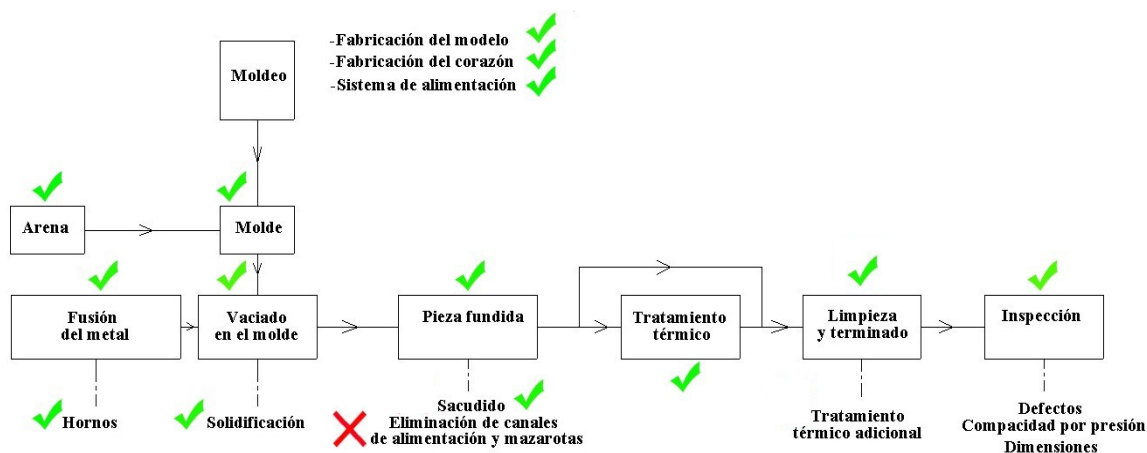 -Fabricación del modelo
-Fabricación del corazón
-Sistema de alimentación
Moldeo
Arena
Molde
Fusión
del metal
Vaciado
en el molde
Pieza fundida
Tratamiento
térmico
Limpieza
y terminado
Inspección
Hornos
Solidificación
Sacudido
Eliminación de canales
de alimentación y mazarotas
Tratamiento
térmico adicional
Defectos
Compacidad por presión
Dimensiones